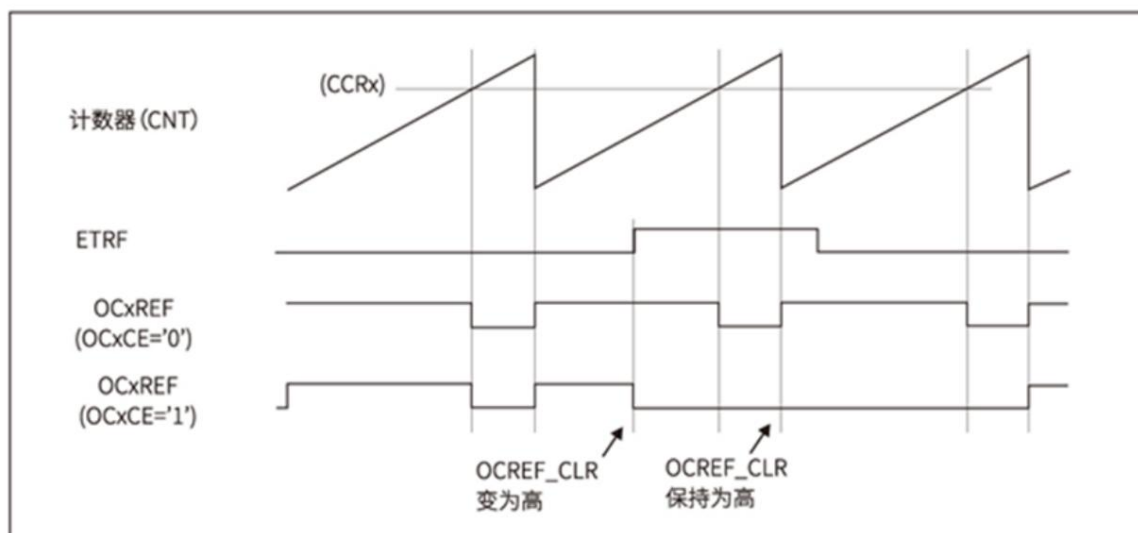 (CCRx)
计数器(CNT)
ETRF
OCxREF
(OCxCE='0')
OCxREF
(OCxCE='1')
OCREF_CLR
变为高
OCREF_CLR
保持为高